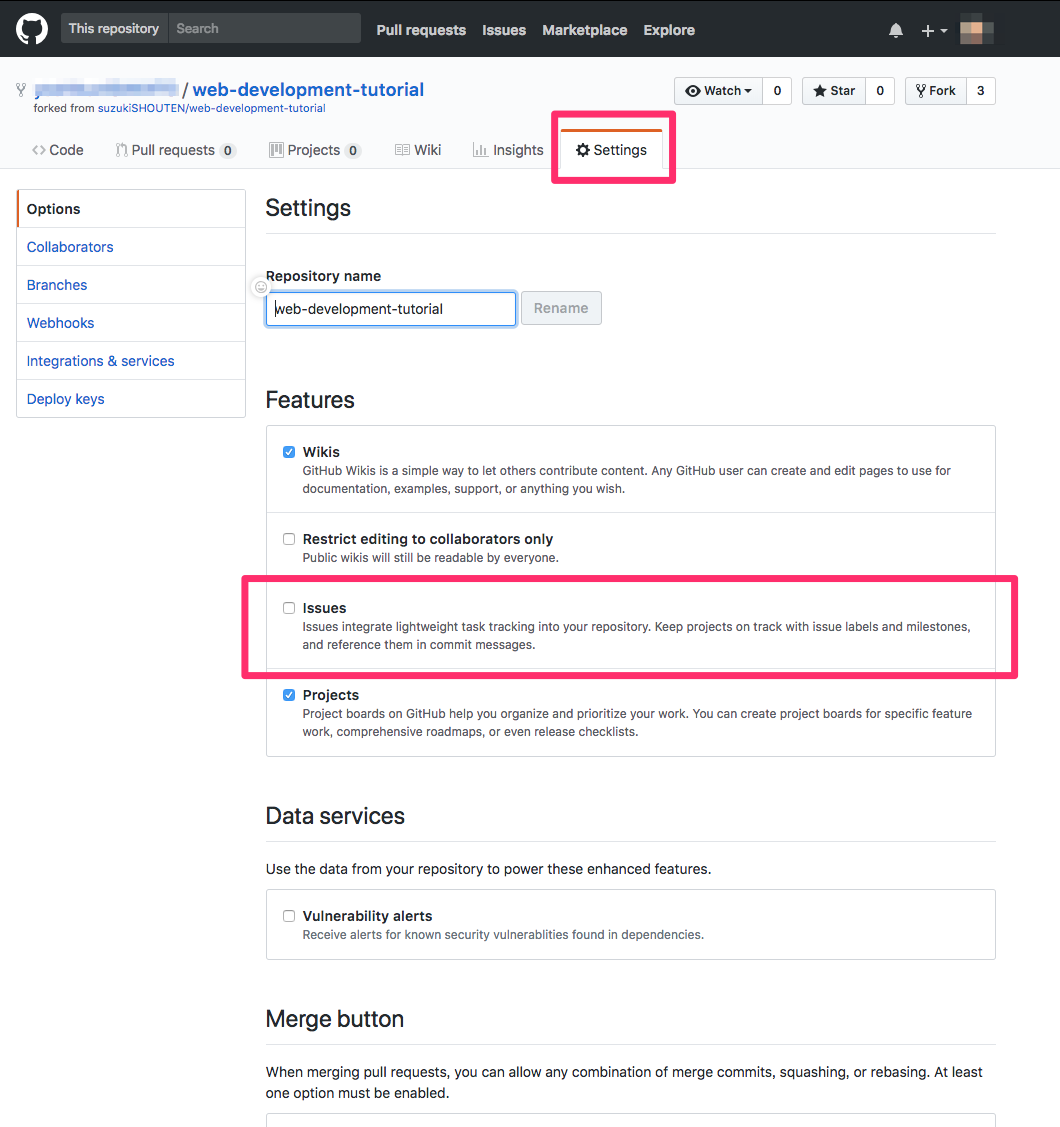 This repository Search Pull requests Issues Marketplace Explore
/ web-development-tutorial Watch 0 Star 0 Fork 3
forked from suzukiSHOUTEN/web-development-tutorial
Code Pull requests 0 Projects 0 Wiki Insights Settings
Options
Collaborators
Branches
Webhooks
Integrations & services
Deploy keys
Settings
Repository name
web-development-tutorial Rename
Features
Wikis
GitHub Wikis is a simple way to let others contribute content. Any GitHub user can create and edit pages to use for
documentation, examples, support, or anything you wish.
Restrict editing to collaborators only
Public wikis will still be readable by everyone.
Issues
Issues integrate lightweight task tracking into your repository. Keep projects on track with issue labels and milestones,
and reference them in commit messages.
Projects
Project boards on GitHub help you organize and prioritize your work. You can create project boards for specific feature
work, comprehensive roadmaps, or even release checklists.
Data services
Use the data from your repository to power these enhanced features.
Vulnerability alerts
Receive alerts for known security vulnerablities found in dependencies.
Merge button
When merging pull requests, you can allow any combination of merge commits, squashing, or rebasing. At least
one option must be enabled.